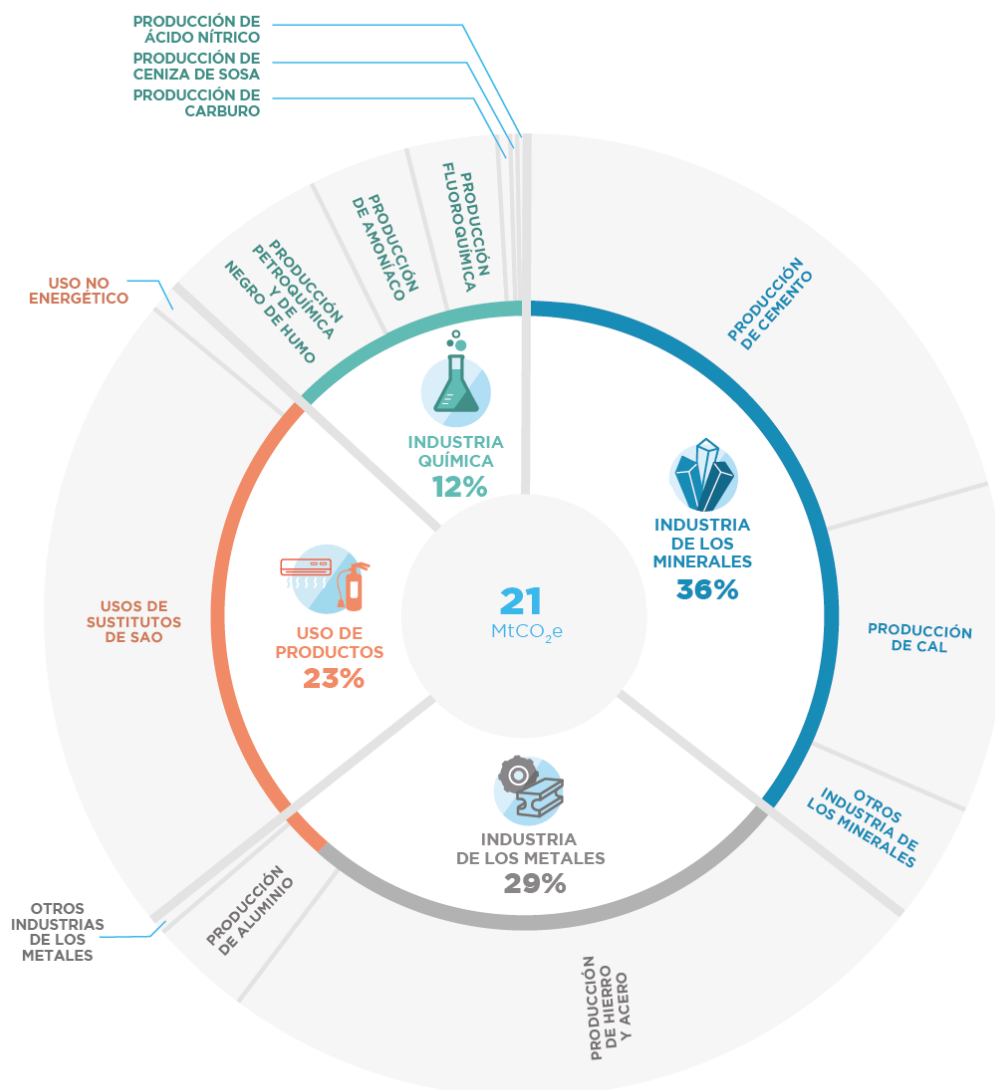 PRODUCCIÓN DE
ÁCIDO NÍTRICO
PRODUCCIÓN DE
CENIZA DE SOSA
PRODUCCIÓN DE
CARBURO
PRODUCCIÓN
FLUOROQUÍMICA
PRODUCCIÓN
DE AMONÍACO
PRODUCCIÓN
PETROQUÍMICA
Y DE
NEGRO DE HUMO
USO NO
ENERGÉTICO
PRODUCCIÓN
DE CEMENTO
INDUSTRIA
QUÍMICA
12%
INDUSTRIA
DE LOS
MINERALES
36%
USOS DE
SUSTITUTOS
DE SAO
USO DE
PRODUCTOS
23%
21
MtCO₂e
PRODUCCIÓN
DE CAL
OTROS
INDUSTRIA DE
LOS MINERALES
INDUSTRIA
DE LOS METALES
29%
PRODUCCIÓN
DE ALUMINIO
OTROS
INDUSTRIAS
DE LOS
METALES
PRODUCCIÓN
DE HIERRO
Y ACERO